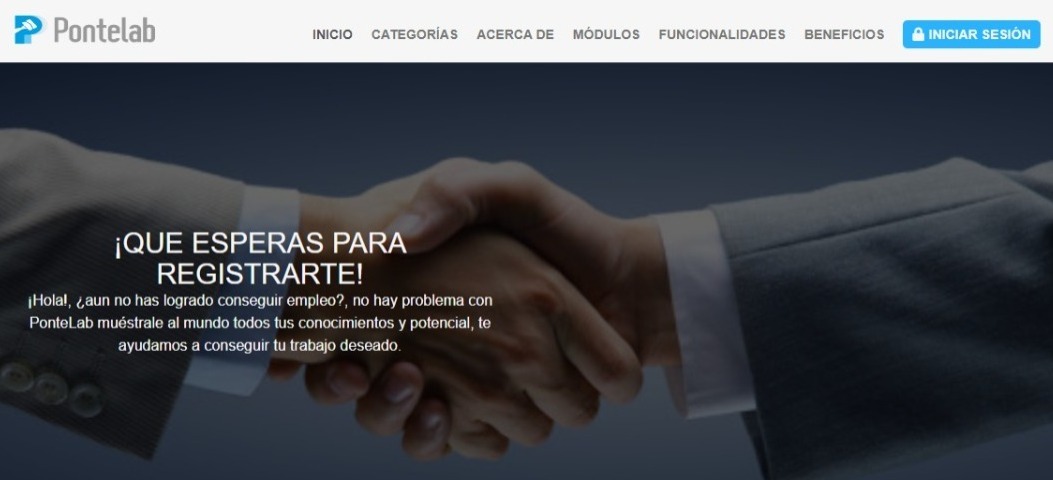 Pontelab
INICIO CATEGORÍAS ACERCA DE MÓDULOS FUNCIONALIDADES BENEFICIOS INICIAR SESIÓN
¡QUE ESPERAS PARA
REGISTRARTE!
¡Hola!, ¿aun no has logrado conseguir empleo?, no hay problema con
PonteLab muéstrale al mundo todos tus conocimientos y potencial, te
ayudamos a conseguir tu trabajo deseado.